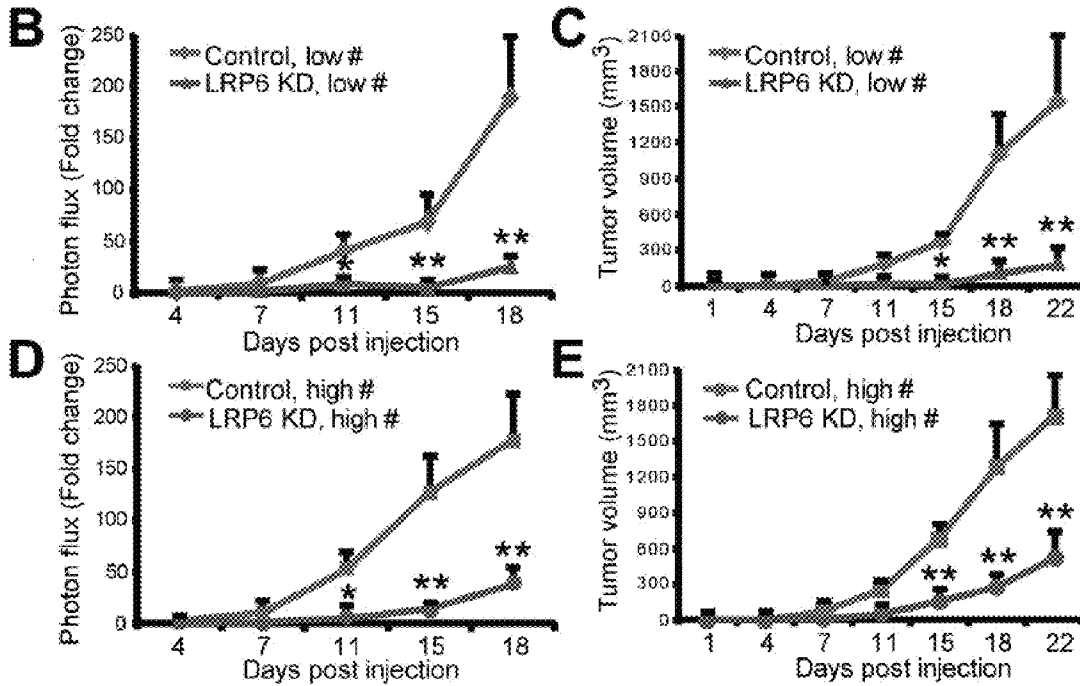 B
250
200
150
100
50
0
Photon flux (Fold change)
Control, low #
LRP6 KD, low #
*
**
**
4 7 11 15 18
Days post injection
C
2100
1800
1500
1200
900
600
300
0
Tumor volume (mm³)
Control, low #
LRP6 KD, low #
*
**
**
1 4 7 11 15 18 22
Days post injection
D
250
200
150
100
50
0
Photon flux (Fold change)
Control, high #
LRP6 KD, high #
*
**
**
4 7 11 15 18
Days post injection
E
2100
1800
1500
1200
900
600
300
0
Tumor volume (mm³)
Control, high #
LRP6 KD, high #
**
**
**
1 4 7 11 15 18 22
Days post injection